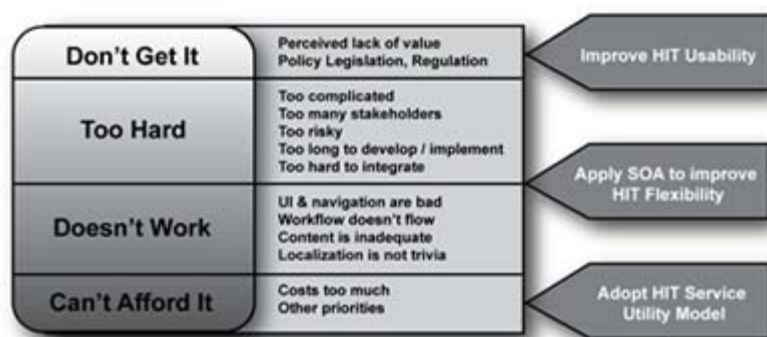 Don't Get It
Perceived lack of value
Policy Legislation, Regulation
Improve HIT Usability
Too Hard
Too complicated
Too many stakeholders
Too risky
Too long to develop / implement
Too hard to integrate
Apply SOA to improve
HIT Flexibility
Doesn't Work
UI & navigation are bad
Workflow doesn't flow
Content is inadequate
Localization is not trivia
Can't Afford It
Costs too much
Other priorities
Adopt HIT Service
Utility Model